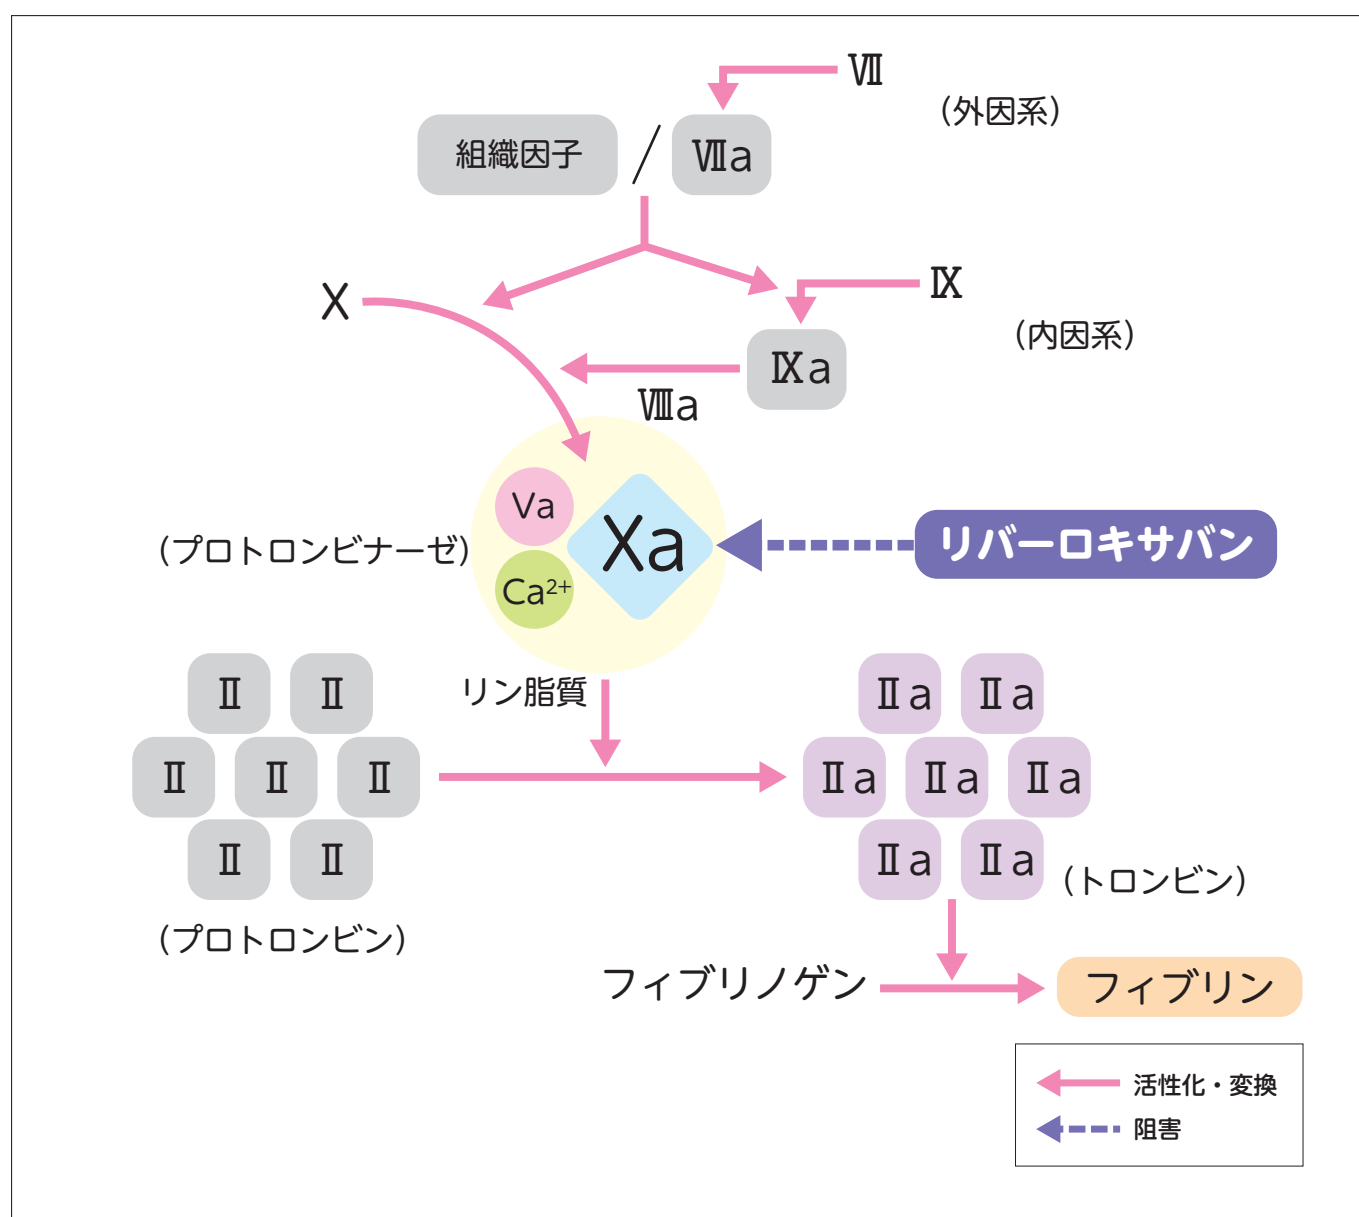 Ⅶ
(外因系)
組織因子
/
Ⅶa
X
Ⅸ
(内因系)
Ⅸa
Ⅷa
Va
Xa
Ca²⁺
(プロトロンビナーゼ)
リバーロキサバン
リン脂質
Ⅱ Ⅱ
Ⅱ Ⅱ Ⅱ
Ⅱ Ⅱ
(プロトロンビン)
Ⅱa Ⅱa
Ⅱa Ⅱa Ⅱa
Ⅱa Ⅱa
(トロンビン)
フィブリノゲン
フィブリン
活性化・変換
阻害